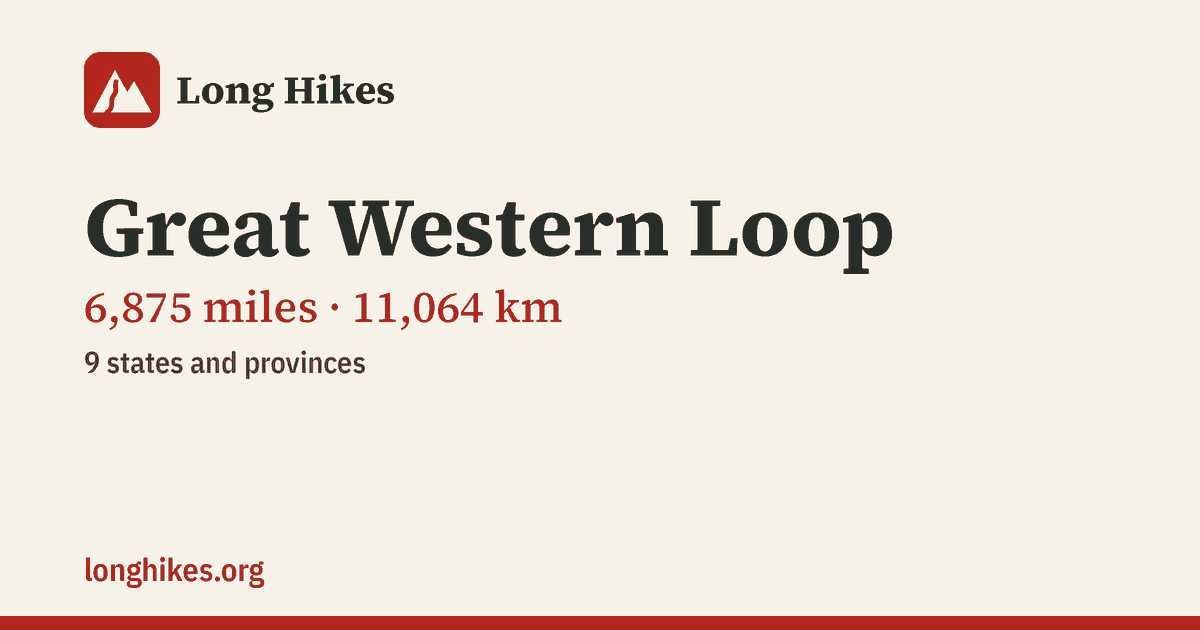 Long Hikes
Great Western Loop
6,875 miles · 11,064 km
9 states and provinces
longhikes.org